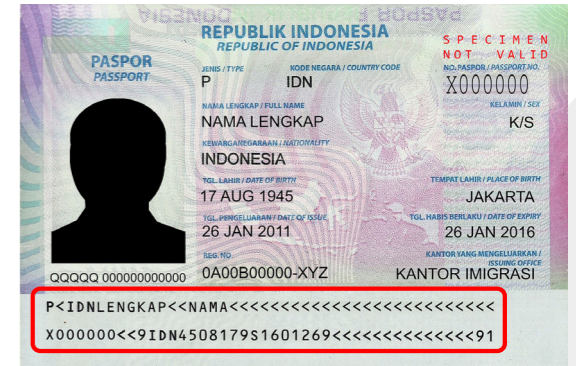 REPUBLIK INDONESIA
REPUBLIC OF INDONESIA
SPECIMEN
NOT VALID
PASPOR
PASSPORT
JENIS / TYPE
KODE NEGARA / COUNTRY CODE
NO. PASPOR / PASSPORT NO.
P
IDN
X000000
NAMA LENGKAP / FULL NAME
KELAMIN / SEX
NAMA LENGKAP
K/S
KEWARGANEGARAAN / NATIONALITY
INDONESIA
TGL. LAHIR / DATE OF BIRTH
TEMPAT LAHIR / PLACE OF BIRTH
17 AUG 1945
JAKARTA
TGL. PENGELUARAN / DATE OF ISSUE
TGL. HABIS BERLAKU / DATE OF EXPIRY
26 JAN 2011
26 JAN 2016
REG. NO.
KANTOR YANG MENGELUARKAN /
ISSUING OFFICE
QQQQQ 000000000000
0A00B00000-XYZ
KANTOR IMIGRASI
P<IDNLENGKAP<<NAMA<<<<<<<<<<<<<<<<<<<<<<<<<<
X000000<<9IDN4508179S1601269<<<<<<<<<<<<<<91